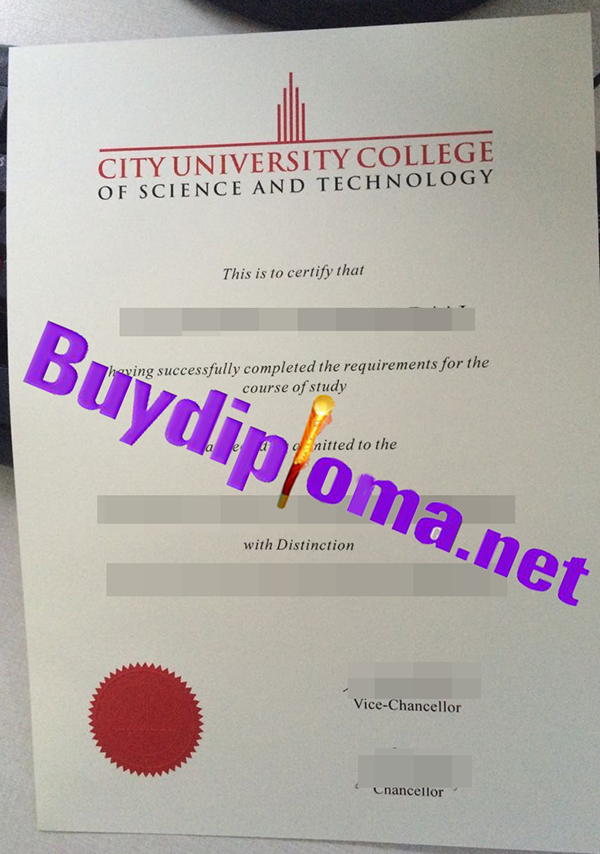 CITY UNIVERSITY COLLEGE
OF SCIENCE AND TECHNOLOGY
This is to certify that
having successfully completed the requirements for the
course of study
admitted to the
with Distinction
Vice-Chancellor
Chancellor
Buydiploma.net